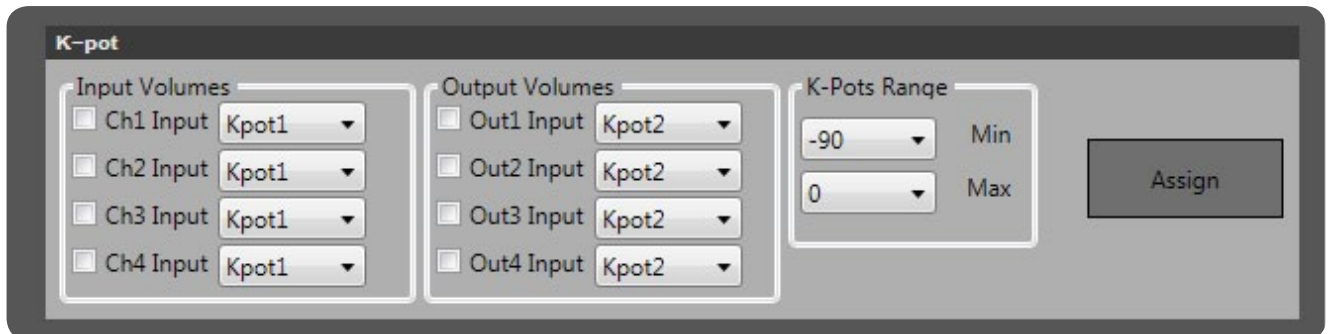 K-pot
Input Volumes
Ch1 Input Kpot1
Ch2 Input Kpot1
Ch3 Input Kpot1
Ch4 Input Kpot1
Output Volumes
Out1 Input Kpot2
Out2 Input Kpot2
Out3 Input Kpot2
Out4 Input Kpot2
K-Pots Range
-90 Min
0 Max
Assign